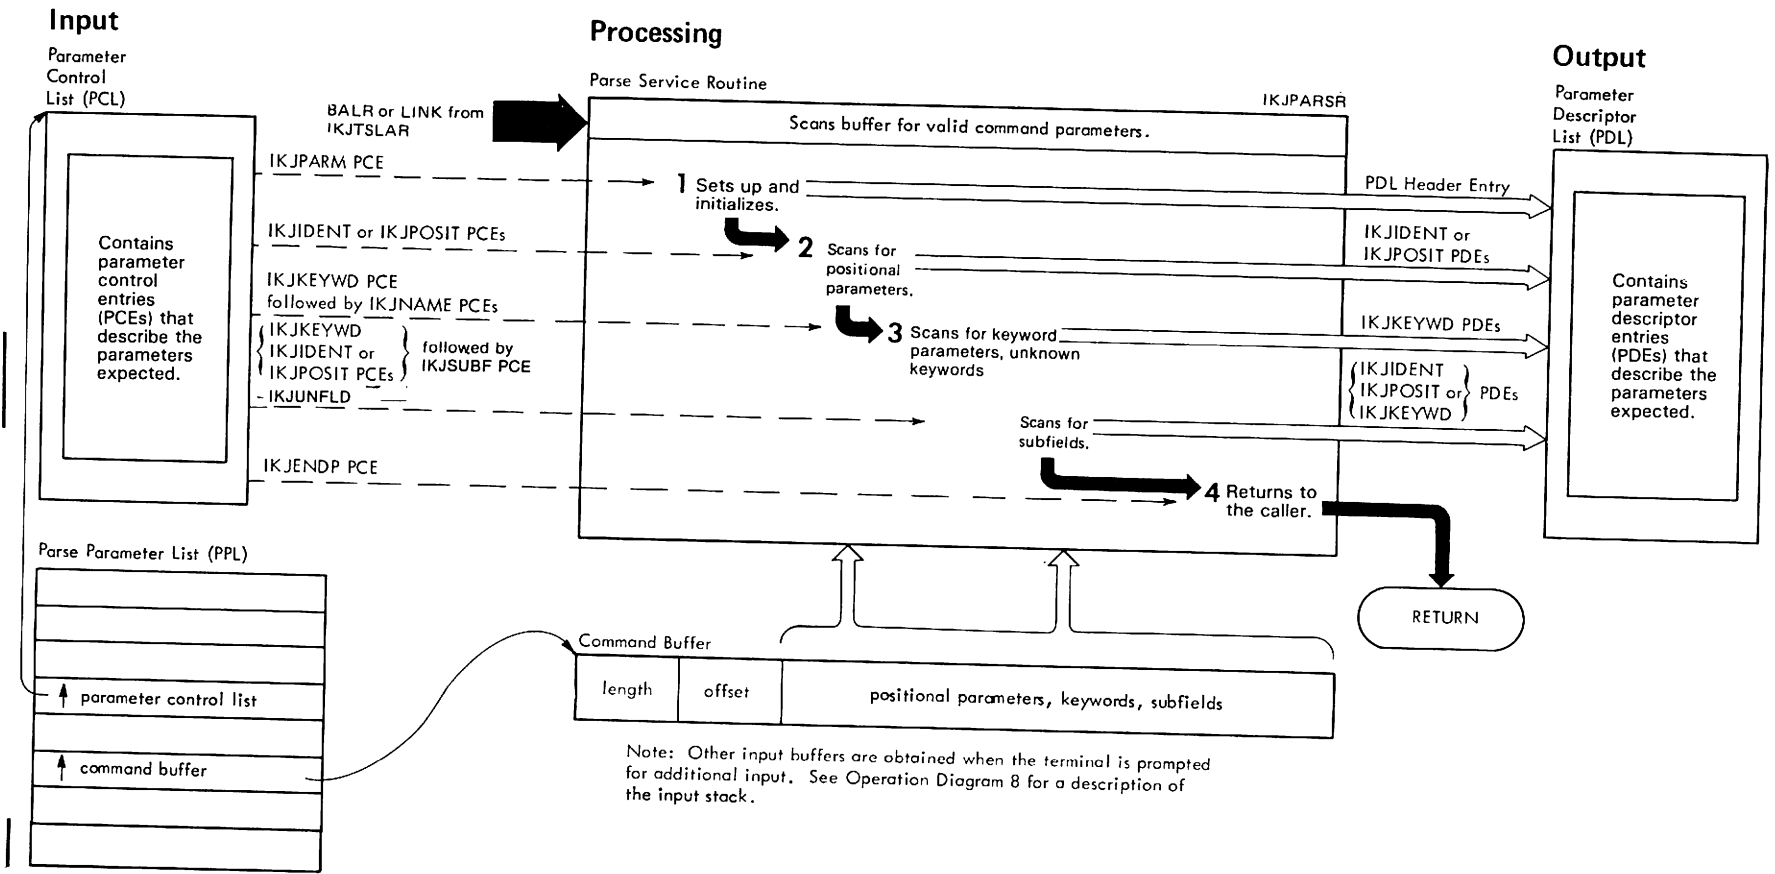 Input
Parameter
Control
List (PCL)
Contains
parameter
control
entries
(PCEs) that
describe the
parameters
expected.
BALR or LINK from
IKJTSLAR
IKJPARM PCE
IKJIDENT or IKJPOSIT PCEs
IKJKEYWD PCE
followed by IKJNAME PCEs
IKJKEYWD
IKJIDENT or
IKJPOSIT PCEs
followed by
IKJSUBF PCE
IKJUNFLD
IKJENDP PCE
Parse Parameter List (PPL)
parameter control list
command buffer
Processing
Parse Service Routine
IKJPARSR
Scans buffer for valid command parameters.
1 Sets up and
initializes.
2 Scans for
positional
parameters.
3 Scans for keyword
parameters, unknown
keywords
Scans for
subfields.
4 Returns to
the caller.
RETURN
Command Buffer
length
offset
positional parameters, keywords, subfields
Note: Other input buffers are obtained when the terminal is prompted
for additional input. See Operation Diagram 8 for a description of
the input stack.
Output
Parameter
Descriptor
List (PDL)
PDL Header Entry
IKJIDENT or
IKJPOSIT PDEs
IKJKEYWD PDEs
IKJIDENT
IKJPOSIT or
IKJKEYWD
PDEs
Contains
parameter
descriptor
entries
(PDEs) that
describe the
parameters
expected.